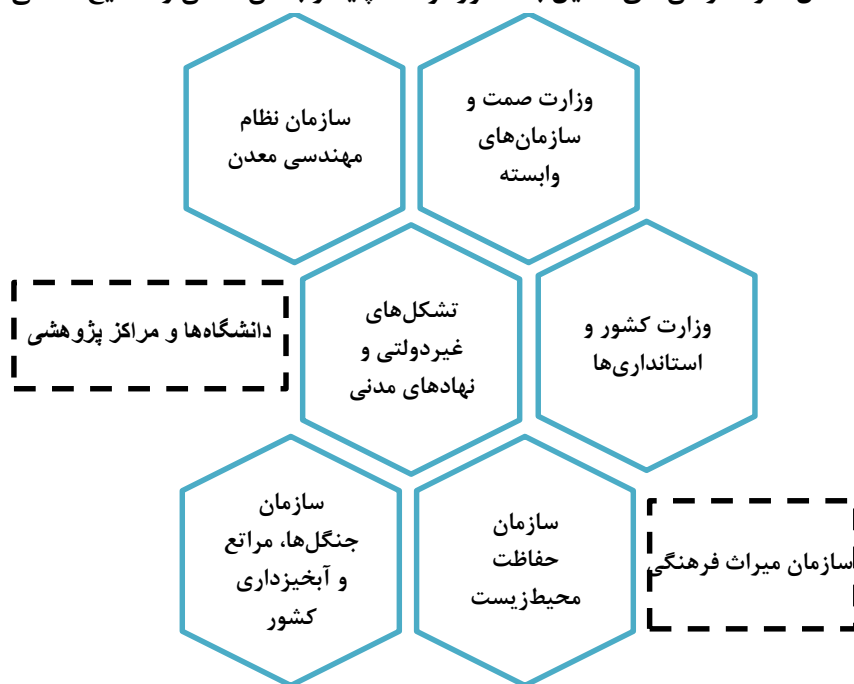 وزارت صمت و
سازمان‌های
وابسته
سازمان نظام
مهندسی معدن
وزارت کشور و
استانداری‌ها
تشکل‌های
غیردولتی و
نهادهای مدنی
دانشگاه‌ها و مراکز پژوهشی
سازمان
حفاظت
محیط‌زیست
سازمان
جنگل‌ها، مراتع
و آبخیزداری
کشور
سازمان میراث فرهنگی